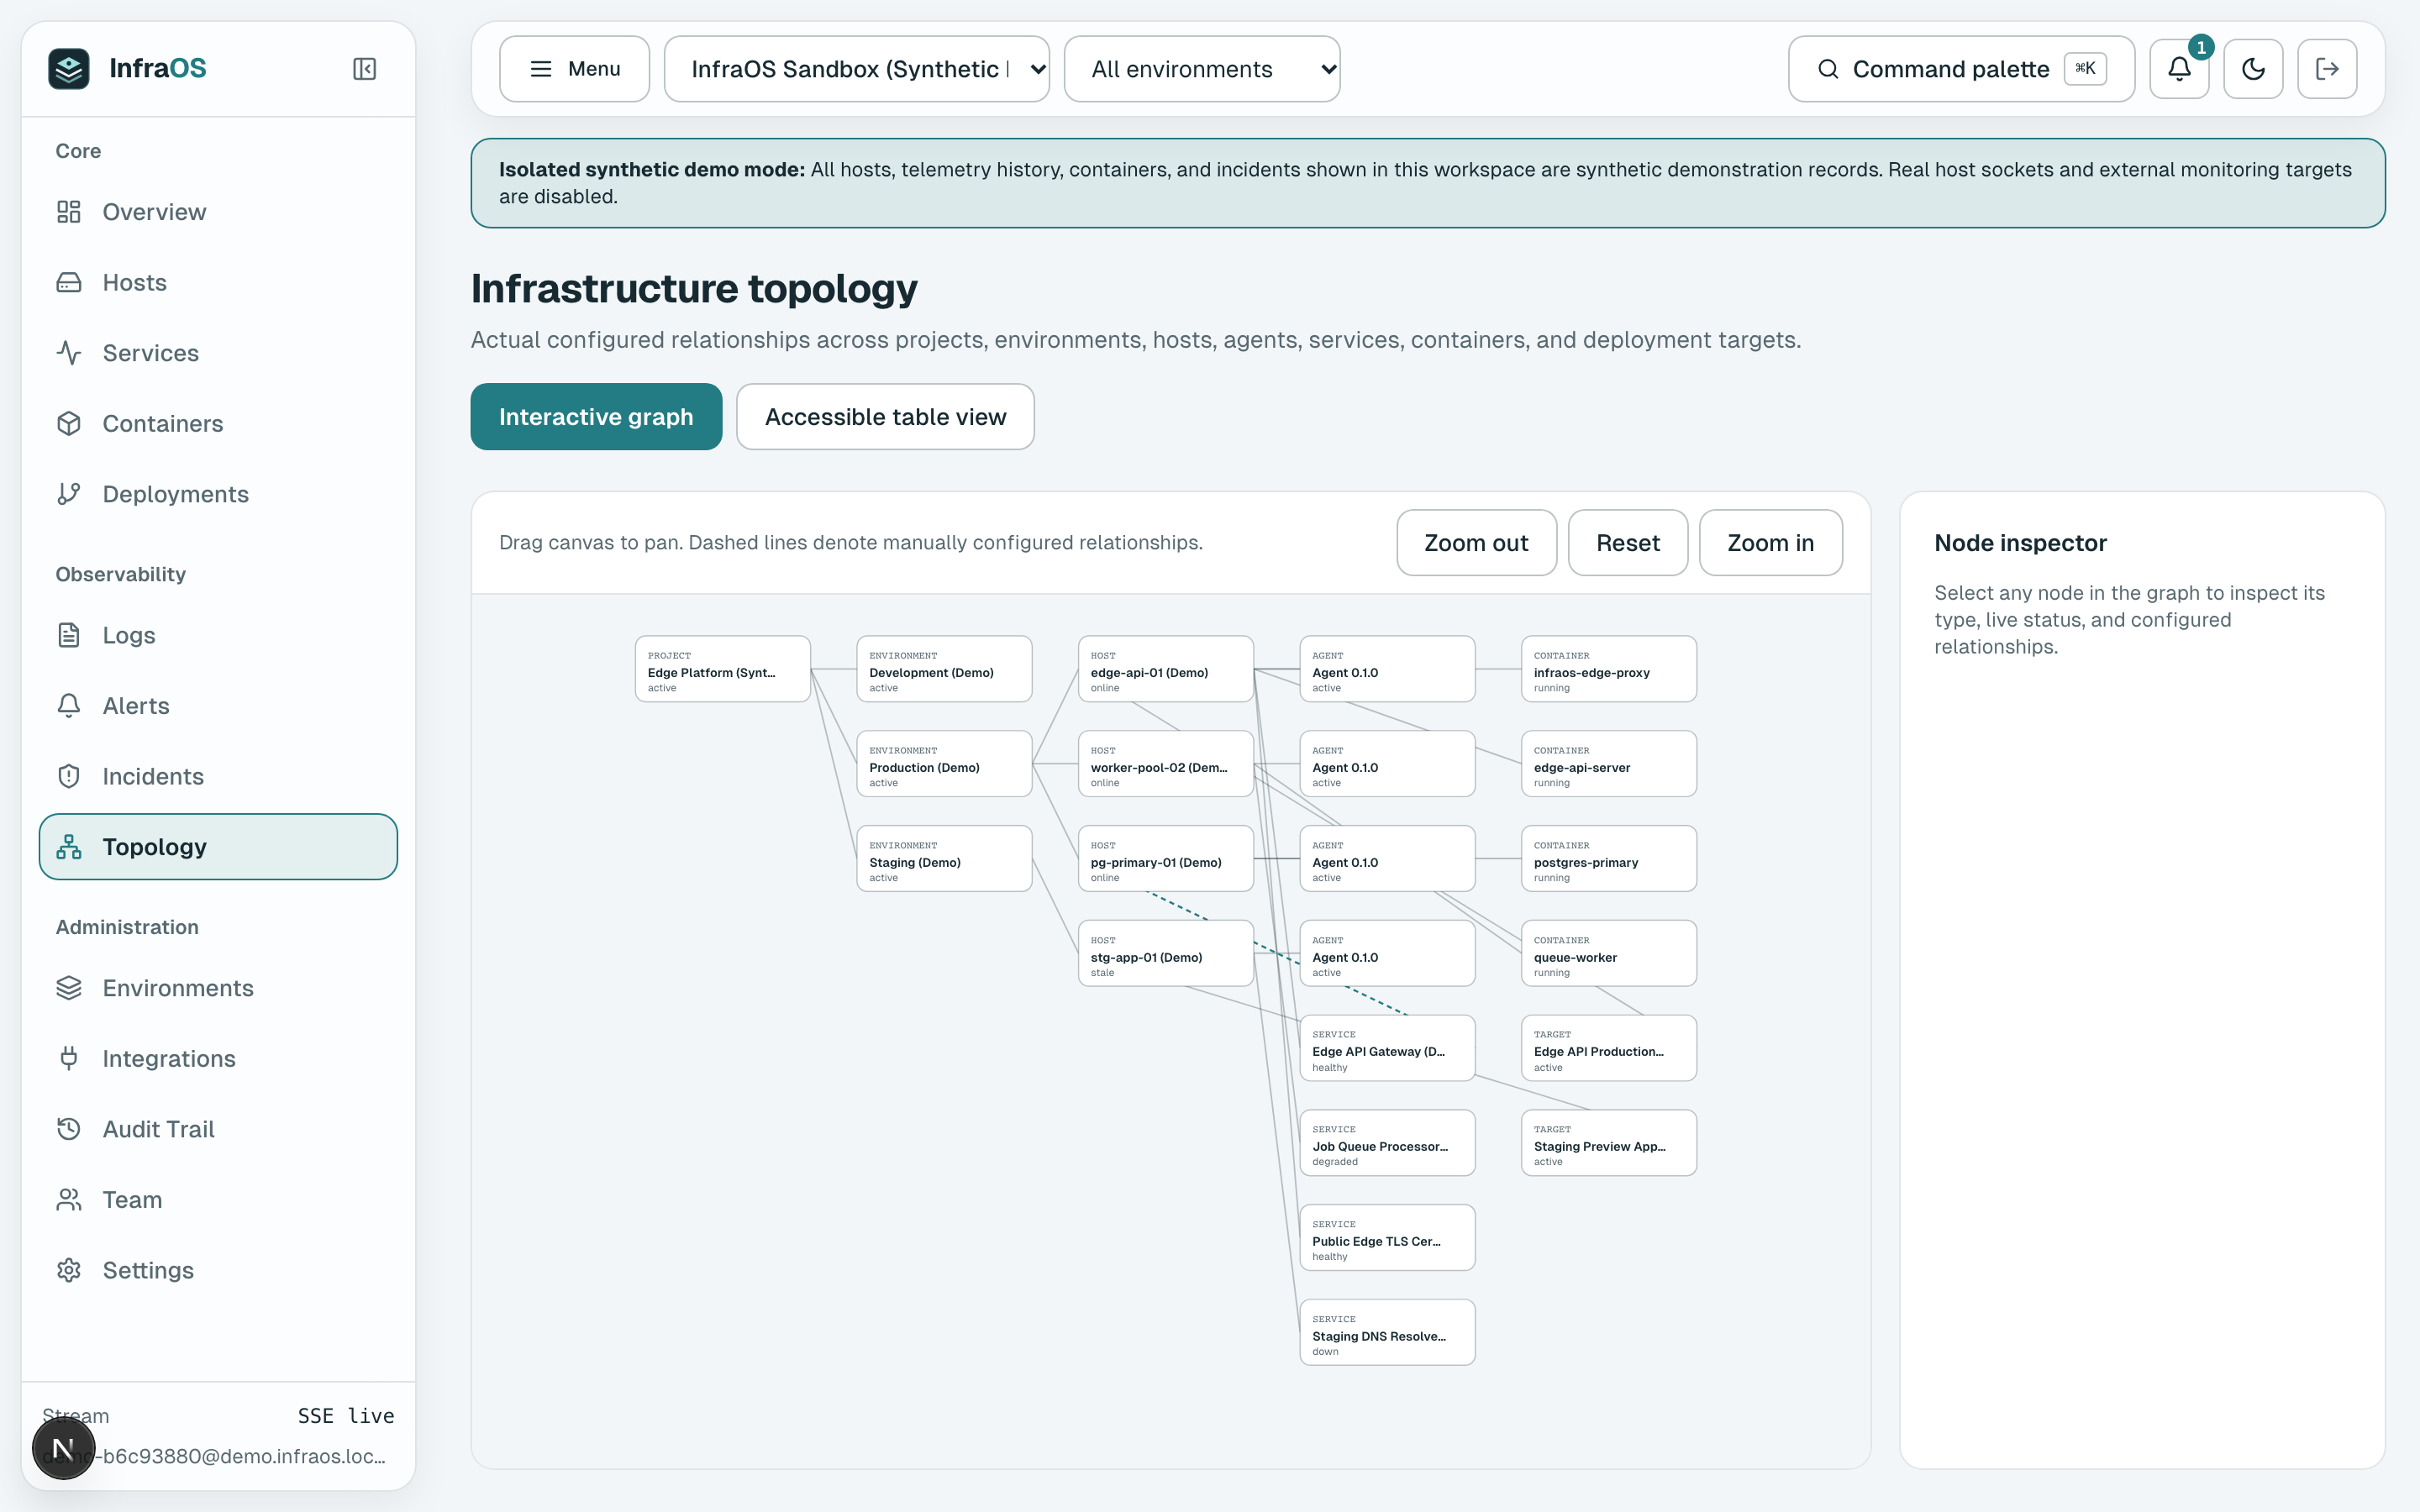 InfraOS
Core
Overview
Hosts
Services
Containers
Deployments
Observability
Logs
Alerts
Incidents
Topology
Administration
Environments
Integrations
Audit Trail
Team
Settings
Stream SSE live
N
-b6c93880@demo.infraos.loc...
Menu
InfraOS Sandbox (Synthetic
All environments
Command palette ⌘K
1
Isolated synthetic demo mode: All hosts, telemetry history, containers, and incidents shown in this workspace are synthetic demonstration records. Real host sockets and external monitoring targets
are disabled.
Infrastructure topology
Actual configured relationships across projects, environments, hosts, agents, services, containers, and deployment targets.
Interactive graph
Accessible table view
Drag canvas to pan. Dashed lines denote manually configured relationships.
Zoom out
Reset
Zoom in
PROJECT
Edge Platform (Synt...
active
ENVIRONMENT
Development (Demo)
active
ENVIRONMENT
Production (Demo)
active
ENVIRONMENT
Staging (Demo)
active
HOST
edge-api-01 (Demo)
online
HOST
worker-pool-02 (Dem...
online
HOST
pg-primary-01 (Demo)
online
HOST
stg-app-01 (Demo)
stale
AGENT
Agent 0.1.0
active
AGENT
Agent 0.1.0
active
AGENT
Agent 0.1.0
active
AGENT
Agent 0.1.0
active
SERVICE
Edge API Gateway (D...
healthy
SERVICE
Job Queue Processor...
degraded
SERVICE
Public Edge TLS Cer...
healthy
SERVICE
Staging DNS Resolve...
down
CONTAINER
infraos-edge-proxy
running
CONTAINER
edge-api-server
running
CONTAINER
postgres-primary
running
CONTAINER
queue-worker
running
TARGET
Edge API Production...
active
TARGET
Staging Preview App...
active
Node inspector
Select any node in the graph to inspect its
type, live status, and configured
relationships.